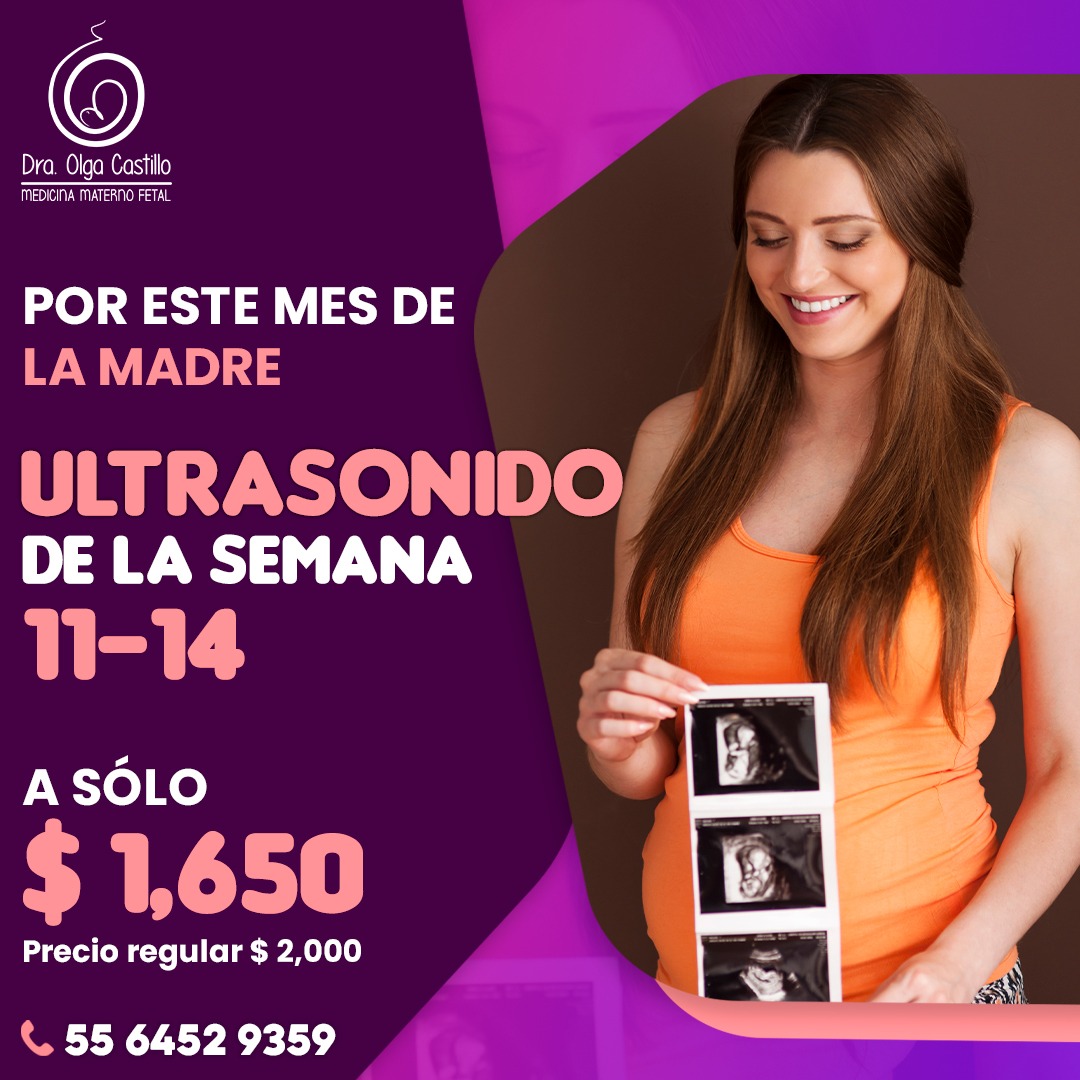 Dra. Olga Castillo
MEDICINA MATERNO FETAL
POR ESTE MES DE
LA MADRE
ULTRASONIDO
DE LA SEMANA
11-14
A SÓLO
$ 1,650
Precio regular $ 2,000
55 6452 9359